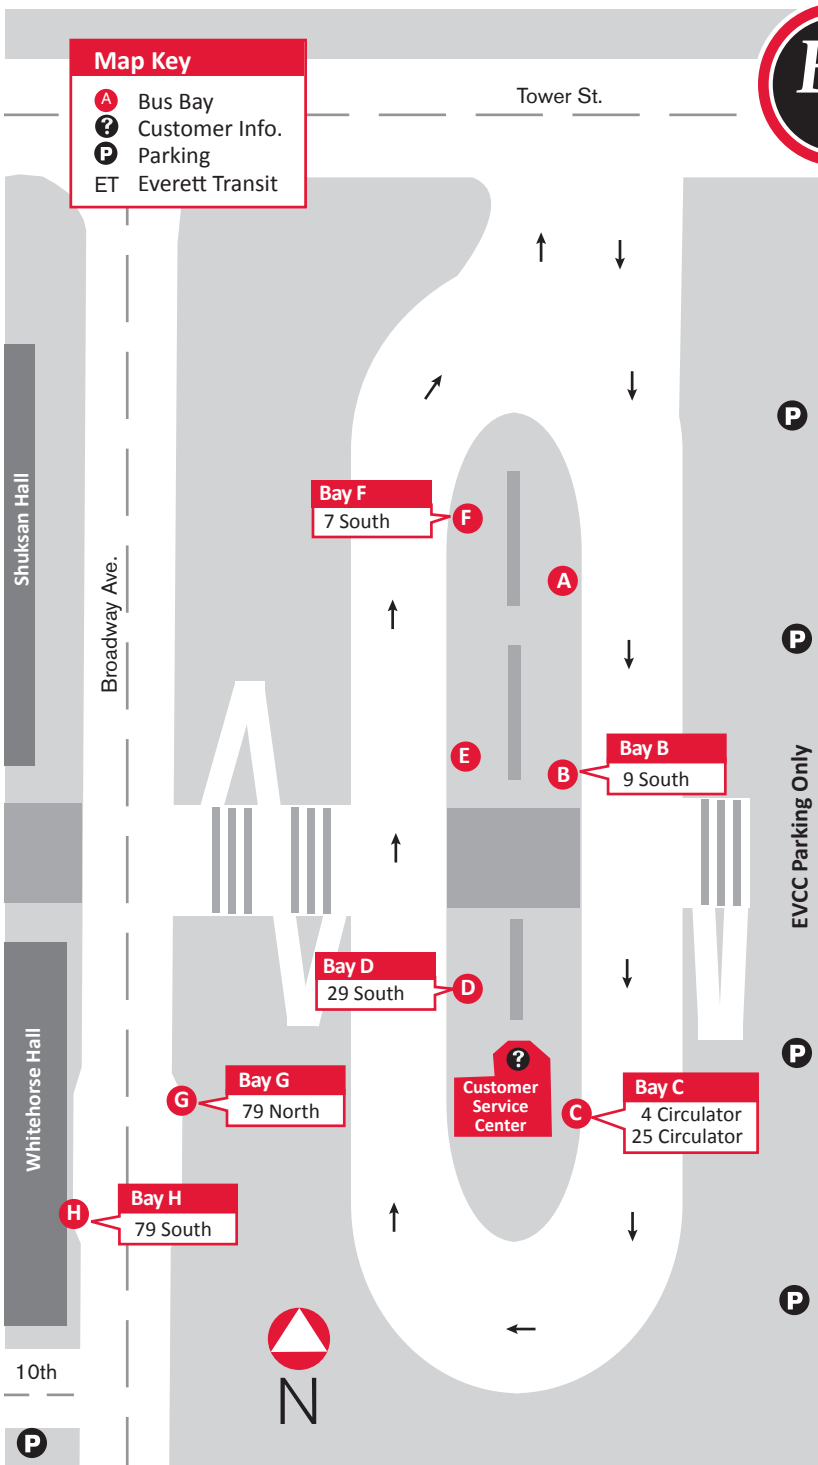 Map Key
A Bus Bay
? Customer Info.
P Parking
ET Everett Transit
Tower St.
P
Shuksan Hall
Broadway Ave.
Bay F
7 South
F
A
P
E
Bay B
9 South
B
EVCC Parking Only
Bay D
29 South
D
Whitehorse Hall
?
Customer
Service
Center
P
Bay G
79 North
G
Bay C
4 Circulator
25 Circulator
C
Bay H
79 South
H
P
10th
N
P